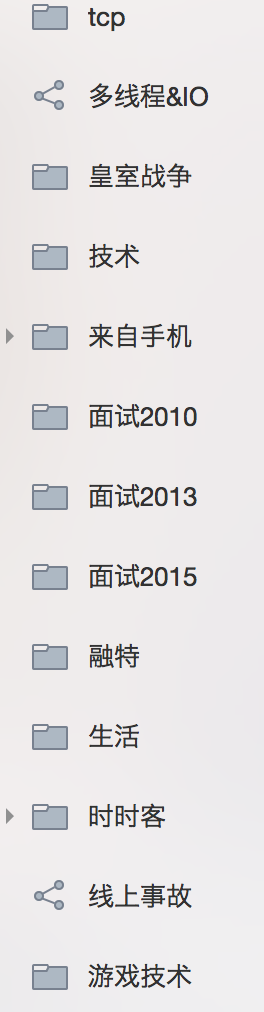 tcp
多线程&IO
皇室战争
技术
来自手机
面试2010
面试2013
面试2015
融特
生活
时时客
线上事故
游戏技术